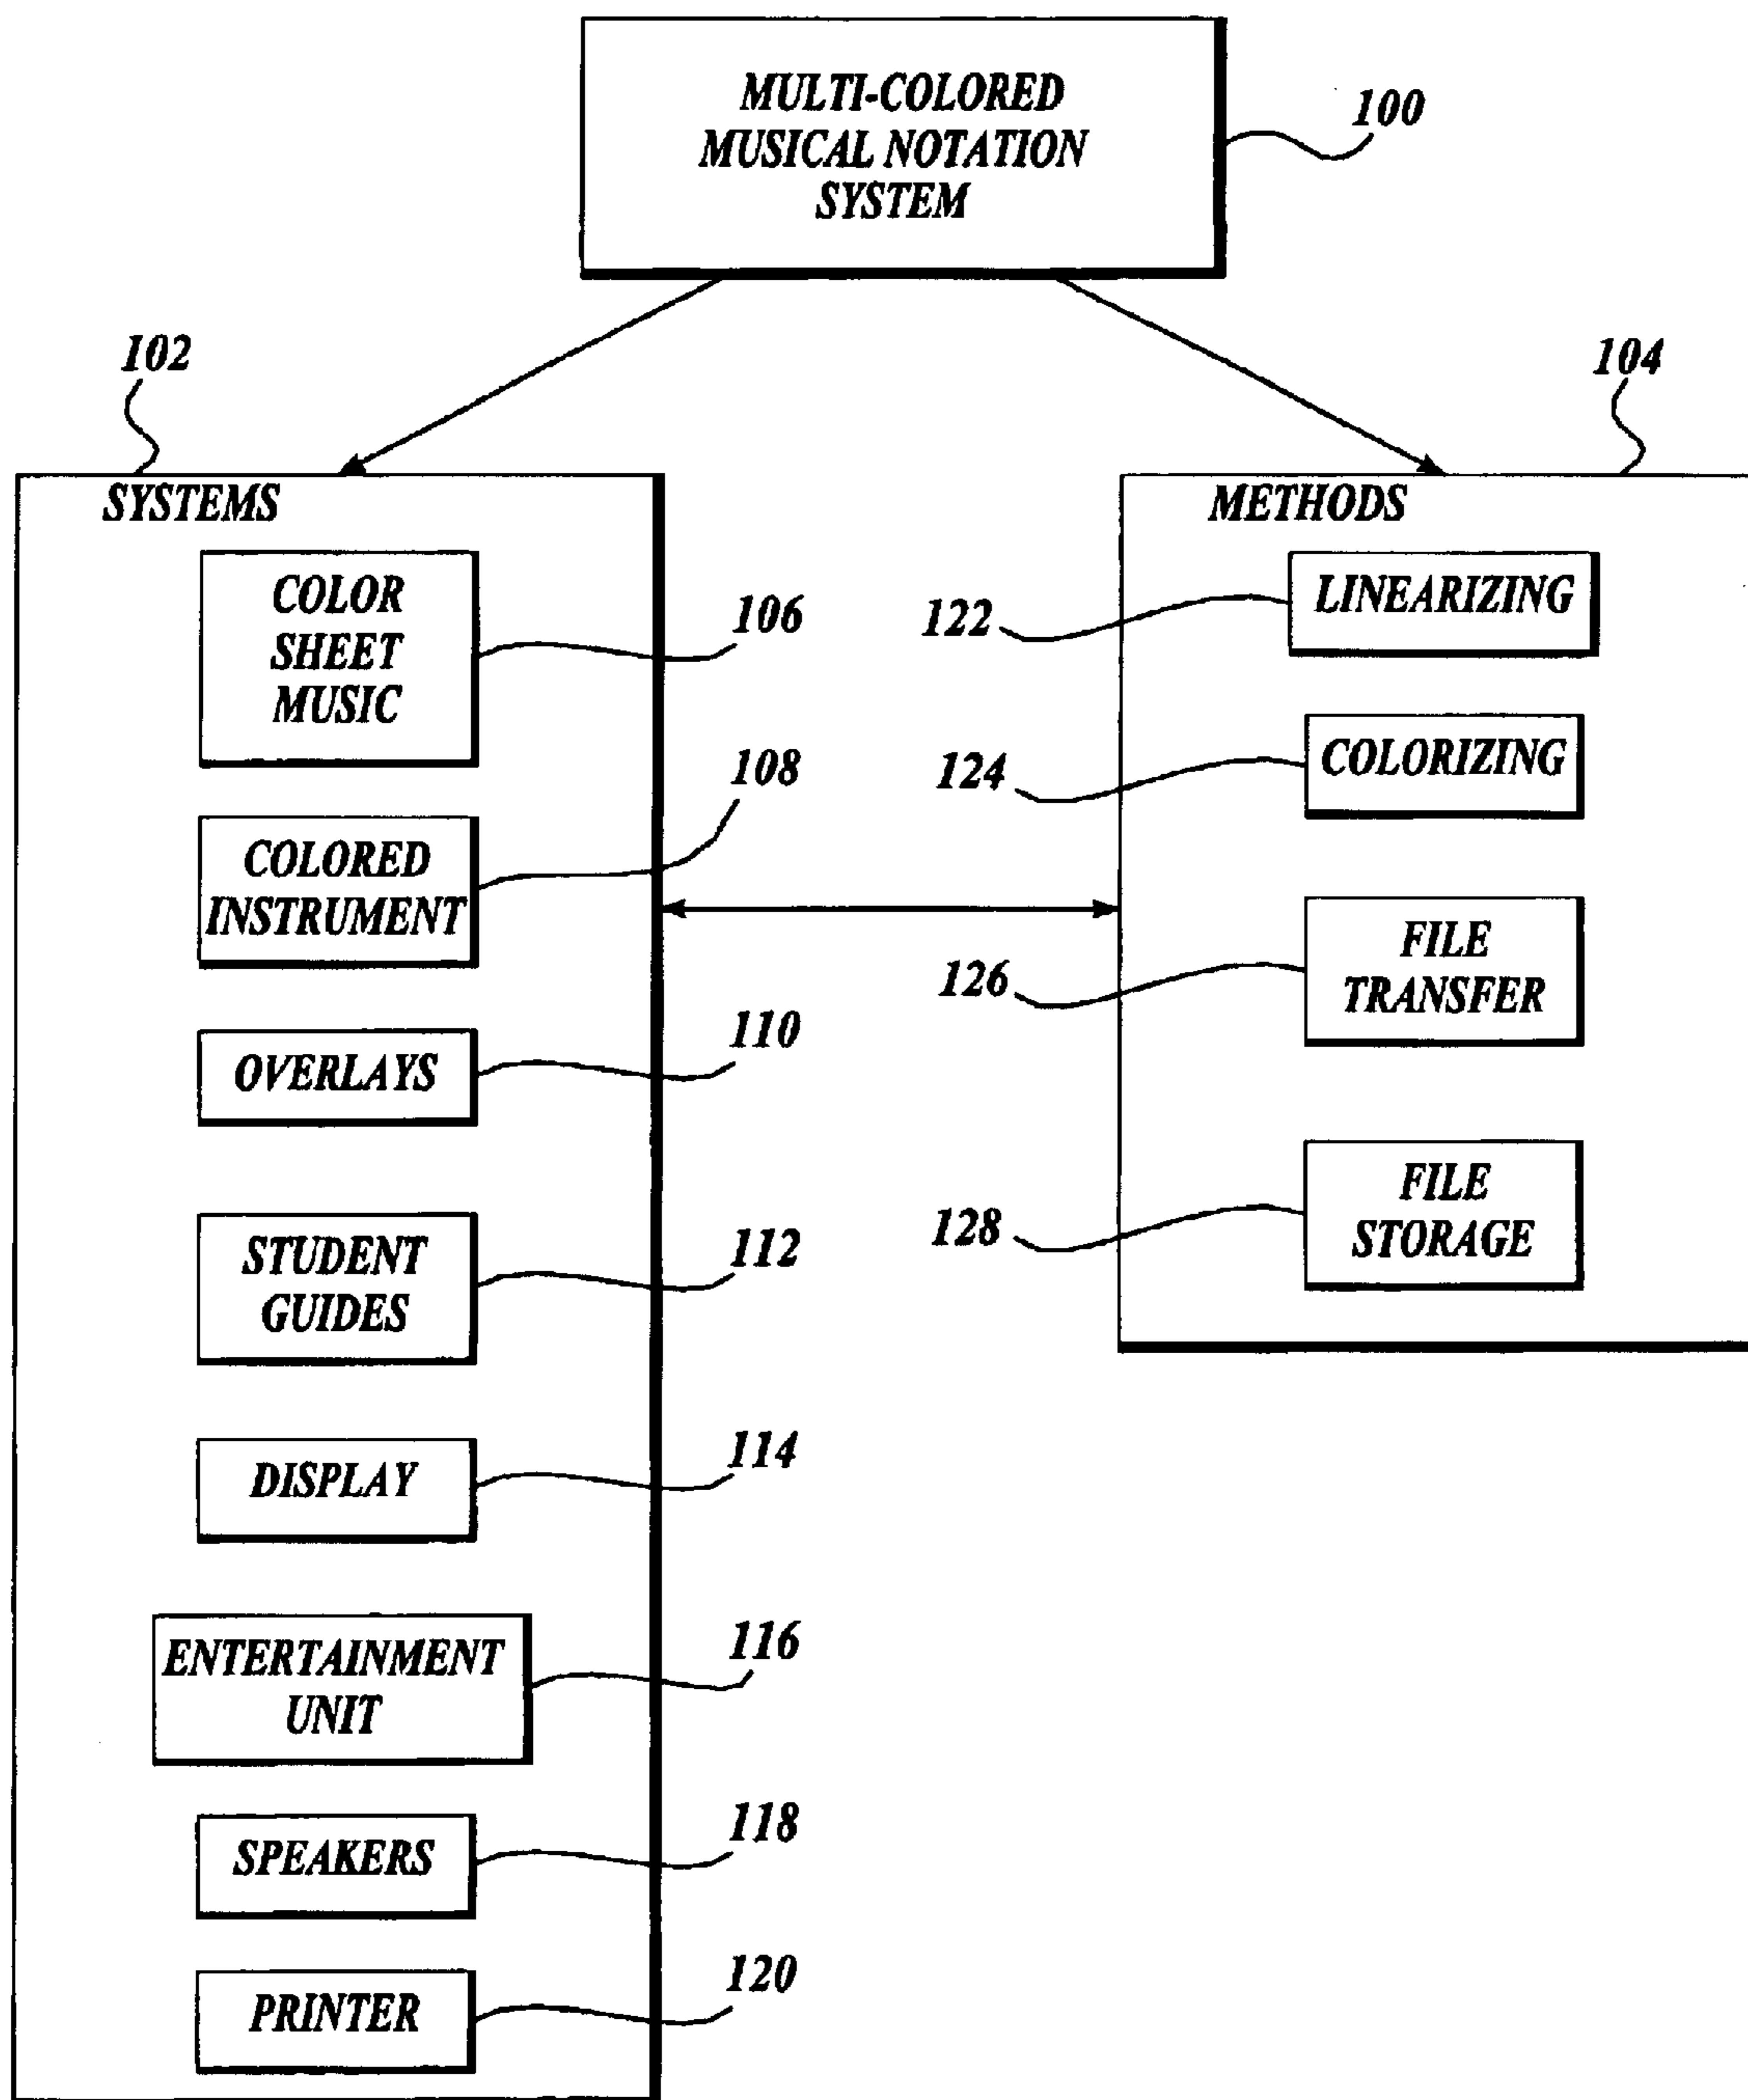 MULTI-COLORED
MUSICAL NOTATION
SYSTEM
100
102
104
SYSTEMS
COLOR
SHEET
MUSIC
106
COLORED
INSTRUMENT
108
OVERLAYS
110
STUDENT
GUIDES
112
DISPLAY
114
ENTERTAINMENT
UNIT
116
SPEAKERS
118
PRINTER
120
METHODS
LINEARIZING
122
COLORIZING
124
FILE
TRANSFER
126
FILE
STORAGE
128